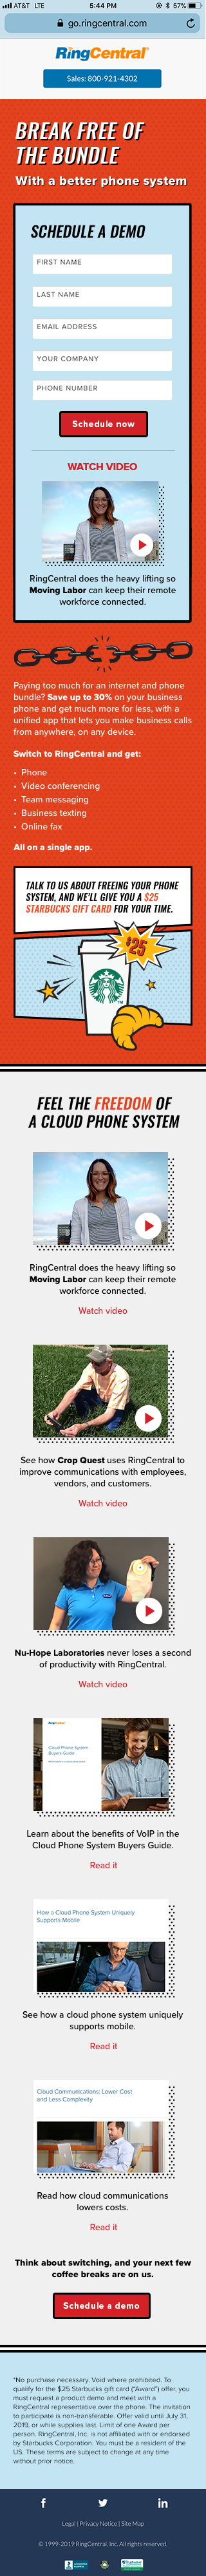 AT&T LTE 5:44 PM 57%
go.ringcentral.com
RingCentral
Sales: 800-921-4302
BREAK FREE OF
THE BUNDLE
With a better phone system
SCHEDULE A DEMO
FIRST NAME
LAST NAME
EMAIL ADDRESS
YOUR COMPANY
PHONE NUMBER
Schedule now
WATCH VIDEO
RingCentral does the heavy lifting so
Moving Labor can keep their remote
workforce connected.
Paying too much for an internet and phone
bundle? Save up to 30% on your business
phone and get much more for less, with a
unified app that lets you make business calls
from anywhere, on any device.
Switch to RingCentral and get:
• Phone
• Video conferencing
• Team messaging
• Business texting
• Online fax
All on a single app.
TALK TO US ABOUT FREEING YOUR PHONE
SYSTEM, AND WE'LL GIVE YOU A $25
STARBUCKS GIFT CARD FOR YOUR TIME.
$25
FEEL THE FREEDOM OF
A CLOUD PHONE SYSTEM
RingCentral does the heavy lifting so
Moving Labor can keep their remote
workforce connected.
Watch video
See how Crop Quest uses RingCentral to
improve communications with employees,
vendors, and customers.
Watch video
Nu-Hope Laboratories never loses a second
of productivity with RingCentral.
Watch video
RingCentral
Cloud Phone System
Buyers Guide
Learn about the benefits of VoIP in the
Cloud Phone System Buyers Guide.
Read it
How a Cloud Phone System Uniquely
Supports Mobile
See how a cloud phone system uniquely
supports mobile.
Read it
Cloud Communications: Lower Cost
and Less Complexity
Read how cloud communications
lowers costs.
Read it
Think about switching, and your next few
coffee breaks are on us.
Schedule a demo
*No purchase necessary. Void where prohibited. To
qualify for the $25 Starbucks gift card ("Award") offer, you
must request a product demo and meet with a
RingCentral representative over the phone. The invitation
to participate is non-transferable. Offer valid until July 31,
2019, or while supplies last. Limit of one Award per
person. RingCentral, Inc. is not affiliated with or endorsed
by Starbucks Corporation. You must be a resident of the
US. These terms are subject to change at any time
without prior notice.
Legal | Privacy Notice | Site Map
© 1999-2019 RingCentral, Inc. All rights reserved.